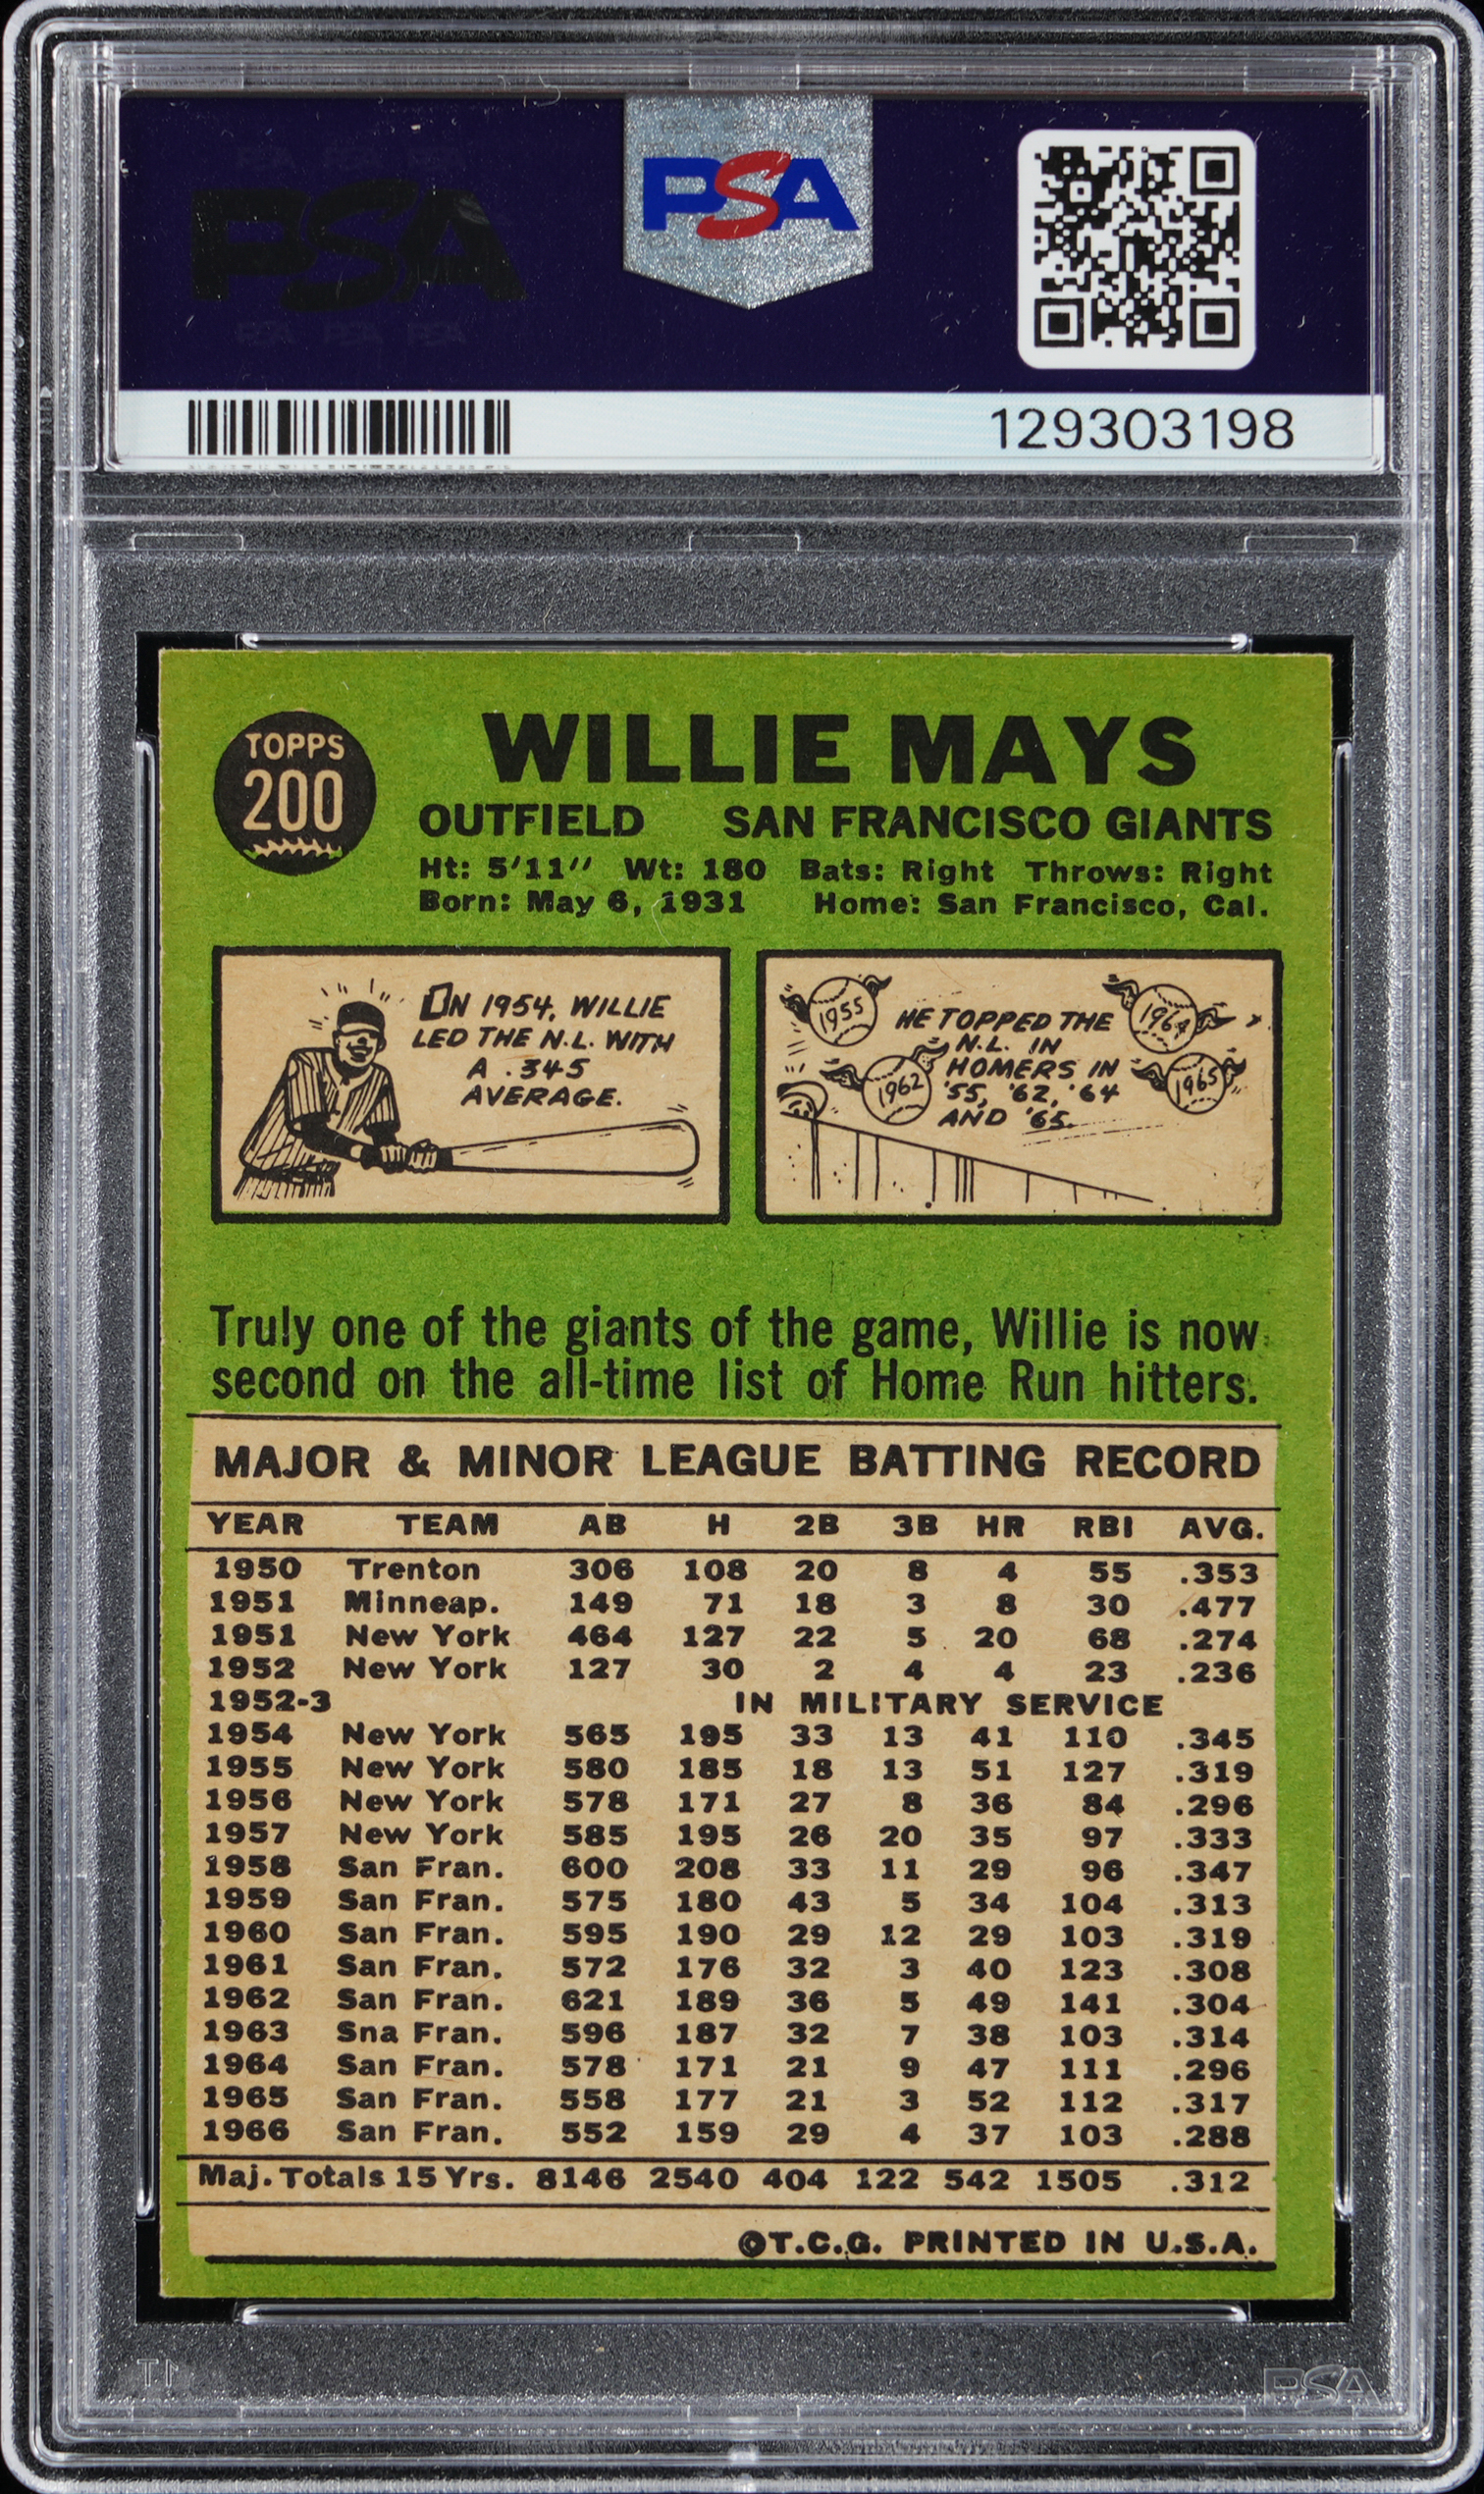 PSA
PSA
129303198
TOPPS
200
WILLIE MAYS
OUTFIELD SAN FRANCISCO GIANTS
Ht: 5'11" Wt: 180 Bats: Right Throws: Right
Born: May 6, 1931 Home: San Francisco, Cal.
ON 1954, WILLIE
LED THE N.L. WITH
A .345
AVERAGE.
1955
HE TOPPED THE
N.L. IN
HOMERS IN
'55, '62, '64
AND '65.
1964
1962
1965
Truly one of the giants of the game, Willie is now
second on the all-time list of Home Run hitters.
MAJOR & MINOR LEAGUE BATTING RECORD
YEAR TEAM AB H 2B 3B HR RBI AVG.
1950 Trenton 306 108 20 8 4 55 .353
1951 Minneap. 149 71 18 3 8 30 .477
1951 New York 464 127 22 5 20 68 .274
1952 New York 127 30 2 4 4 23 .236
1952-3 IN MILITARY SERVICE
1954 New York 565 195 33 13 41 110 .345
1955 New York 580 185 18 13 51 127 .319
1956 New York 578 171 27 8 36 84 .296
1957 New York 585 195 26 20 35 97 .333
1958 San Fran. 600 208 33 11 29 96 .347
1959 San Fran. 575 180 43 5 34 104 .313
1960 San Fran. 595 190 29 12 29 103 .319
1961 San Fran. 572 176 32 3 40 123 .308
1962 San Fran. 621 189 36 5 49 141 .304
1963 Sna Fran. 596 187 32 7 38 103 .314
1964 San Fran. 578 171 21 9 47 111 .296
1965 San Fran. 558 177 21 3 52 112 .317
1966 San Fran. 552 159 29 4 37 103 .288
Maj. Totals 15 Yrs. 8146 2540 404 122 542 1505 .312
©T.C.G. PRINTED IN U.S.A.
PSA